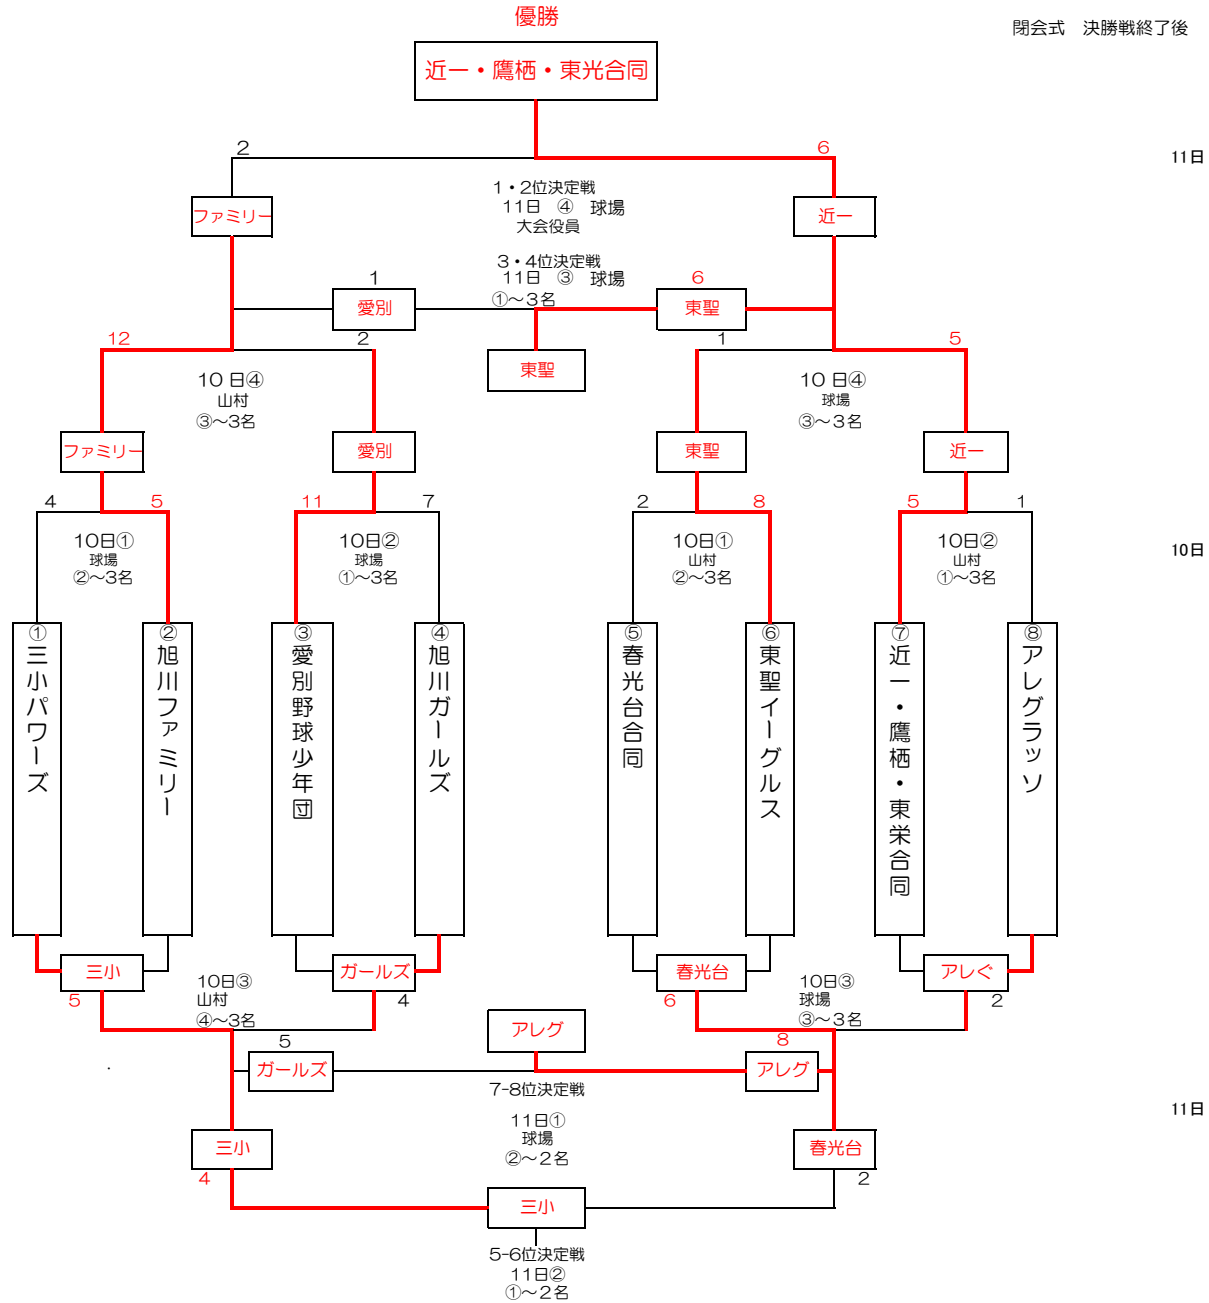 優勝
閉会式　決勝戦終了後
近一・鷹栖・東光合同
2
6
11日
1・2位決定戦
11日　④　球場
大会役員
ファミリー
近一
3・4位決定戦
11日　③　球場
①～3名
1
6
愛別
東聖
東聖
12
2
1
5
10 日④
山村
③～3名
10 日④
球場
③～3名
ファミリー
愛別
東聖
近一
4
5
11
7
2
8
5
1
10日①
球場
②～3名
10日②
球場
①～3名
10日①
山村
②～3名
10日②
山村
①～3名
10日
①三小パワーズ
②旭川ファミリー
③愛別野球少年団
④旭川ガールズ
⑤春光台合同
⑥東聖イーグルス
⑦近一・鷹栖・東栄合同
⑧アレグラッソ
三小
ガールズ
春光台
アレぐ
5
10日③
山村
④～3名
4
6
10日③
球場
③～3名
2
アレグ
5
8
ガールズ
アレグ
7-8位決定戦
11日①
球場
②～２名
11日
三小
春光台
4
2
三小
5-6位決定戦
11日②
①～２名